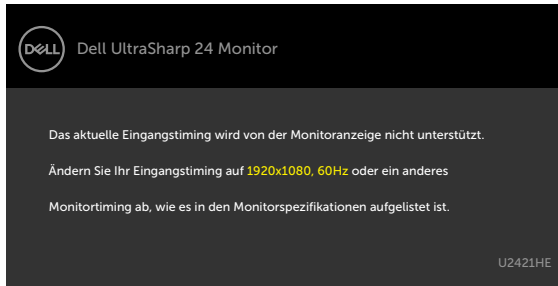 DELL
Dell UltraSharp 24 Monitor
Das aktuelle Eingangstiming wird von der Monitoranzeige nicht unterstützt.
Ändern Sie Ihr Eingangstiming auf 1920x1080, 60Hz oder ein anderes
Monitortiming ab, wie es in den Monitorspezifikationen aufgelistet ist.
U2421HE